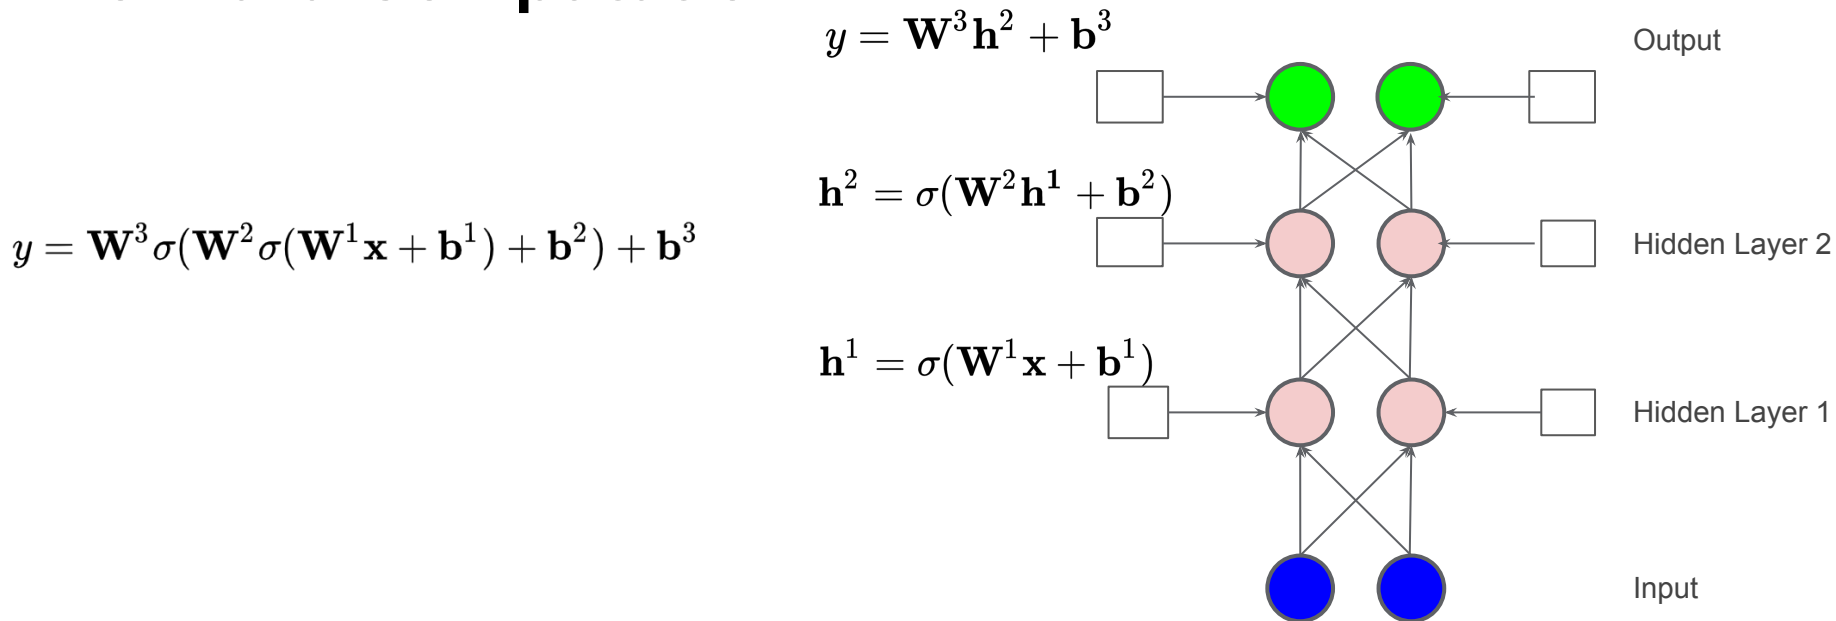 y = W³h² + b³
Output
h² = σ(W²h¹ + b²)
y = W³σ(W²σ(W¹x + b¹) + b²) + b³
Hidden Layer 2
h¹ = σ(W¹x + b¹)
Hidden Layer 1
Input